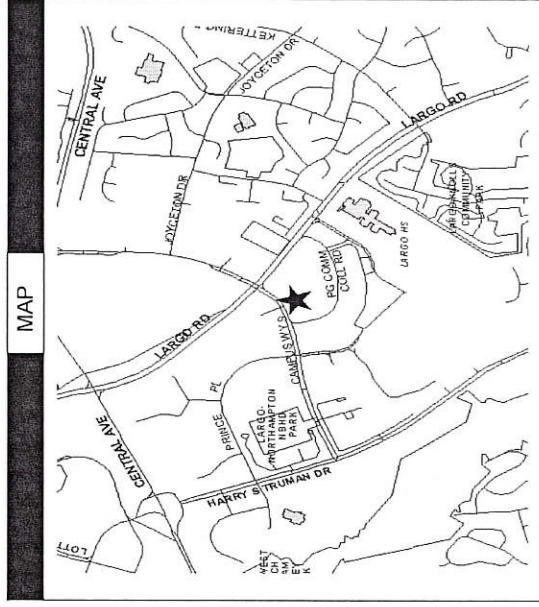 MAP
CENTRAL AVE
KETTERING
JOYCETON DR
JOYCETON DR
LARGO RD
LARGO RD
CENTRAL AVE
PRINCE PL
LARGO-
NORTHAMPTON
NBHD
PARK
CAMPUS WY S
PG COMM
COLL RD
LARGO HS
COMMUNITY
PARK
HARRY S TRUMAN DR
LOTT